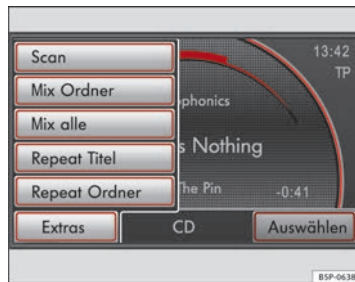 Scan
13:42
Mix Ordner
TP
phonics
Mix alle
s Nothing
Repeat Titel
Repeat Ordner
The Pin
-0:41
Extras
CD
Auswählen
BSP-0638